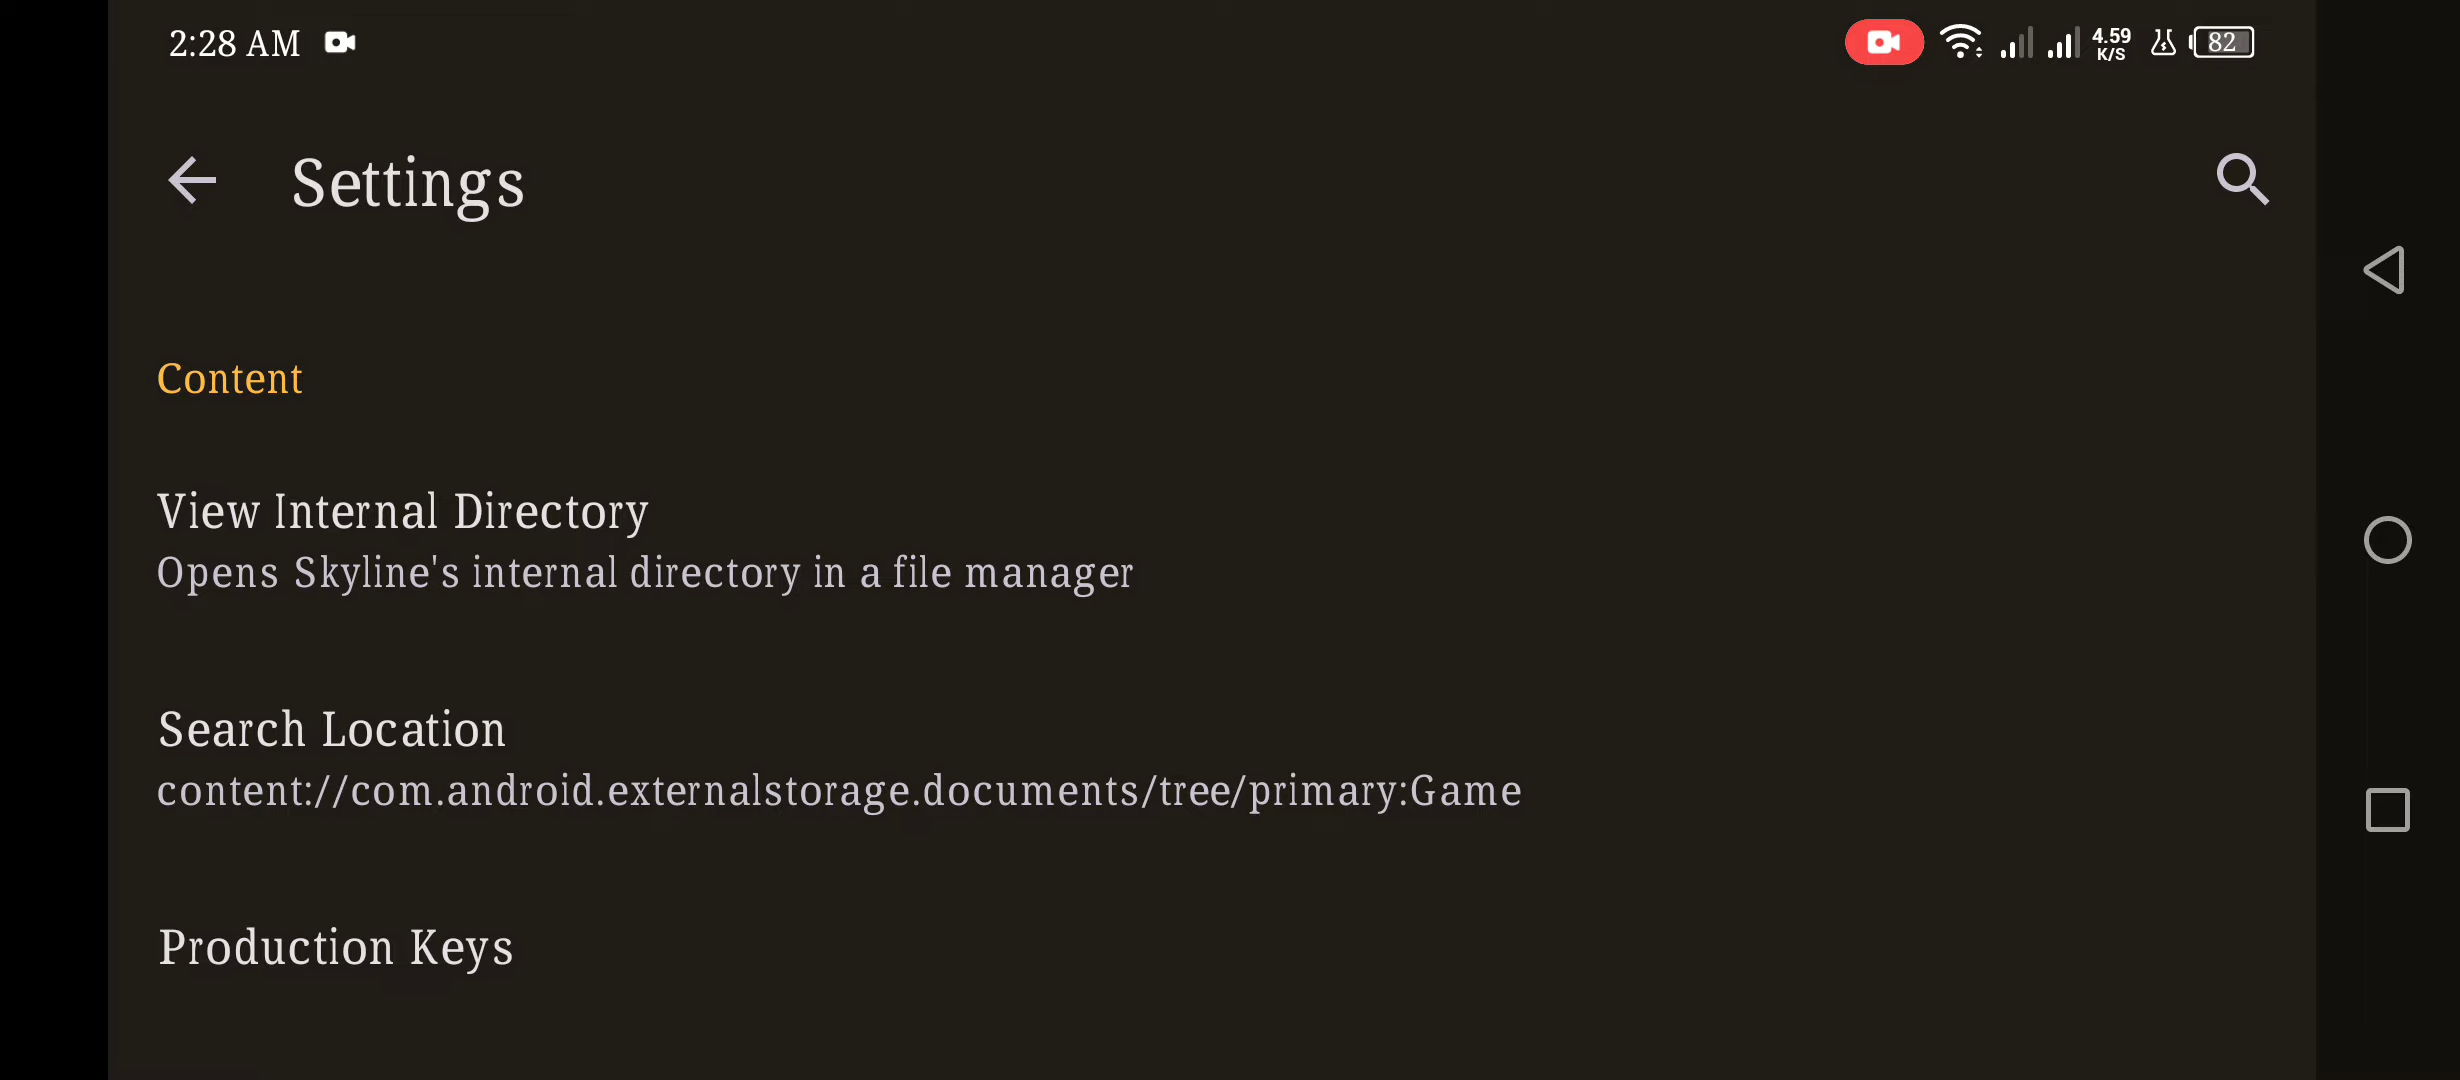 2:28 AM
4.59
K/S
82
Settings
Content
View Internal Directory
Opens Skyline's internal directory in a file manager
Search Location
content://com.android.externalstorage.documents/tree/primary:Game
Production Keys